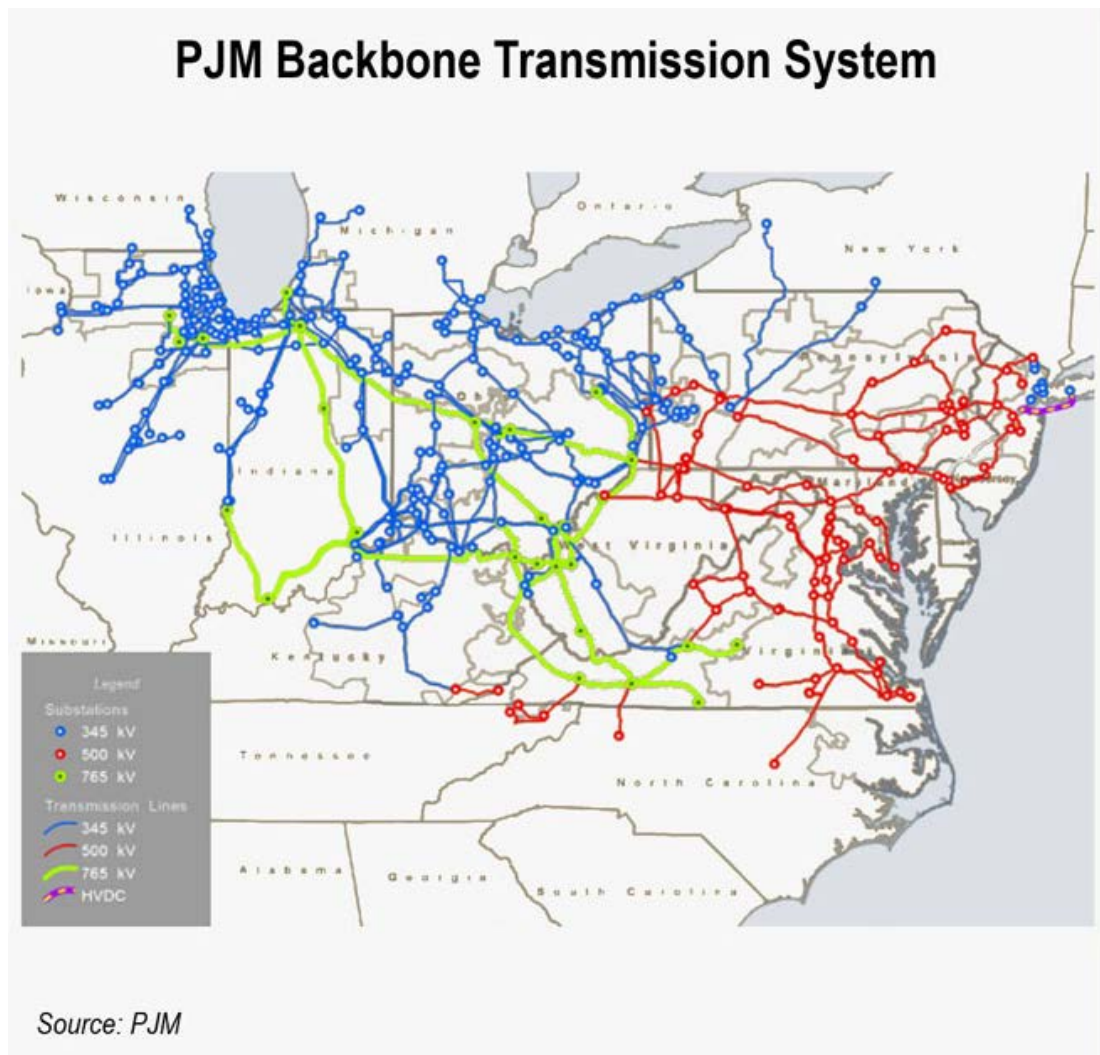 PJM Backbone Transmission System
Wisconsin
Michigan
Ontario
New York
Iowa
Pennsylvania
Ohio
Indiana
Maryland
New Jersey
Illinois
West Virginia
Missouri
Kentucky
Virginia
Legend
Substations
345 kV
500 kV
765 kV
Transmission Lines
345 kV
500 kV
765 kV
HVDC
Tennessee
North Carolina
Alabama
Georgia
South Carolina
Source: PJM